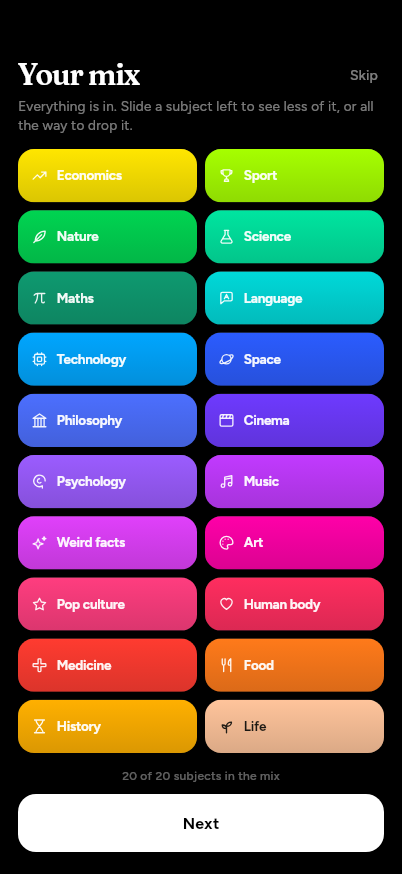 Your mix
Skip
Everything is in. Slide a subject left to see less of it, or all
the way to drop it.
Economics
Sport
Nature
Science
Maths
Language
Technology
Space
Philosophy
Cinema
Psychology
Music
Weird facts
Art
Pop culture
Human body
Medicine
Food
History
Life
20 of 20 subjects in the mix
Next